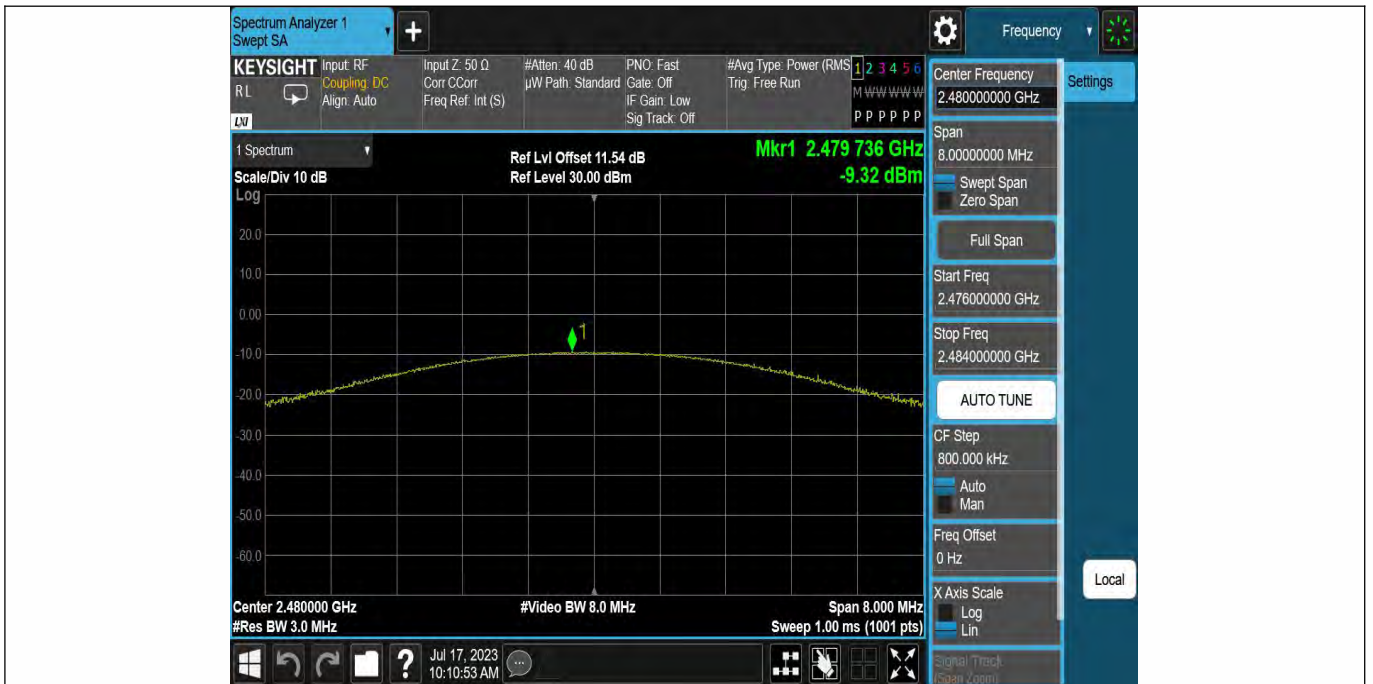 Spectrum Analyzer 1
Swept SA
+
Frequency
KEYSIGHT
R L
LXI
Input: RF
Coupling: DC
Align: Auto
Input Z: 50 Ω
Corr CCorr
Freq Ref: Int (S)
#Atten: 40 dB
µW Path: Standard
PNO: Fast
Gate: Off
IF Gain: Low
Sig Track: Off
#Avg Type: Power (RMS
Trig: Free Run
1 2 3 4 5 6
M W W W W W
P P P P P P
1 Spectrum
Scale/Div 10 dB
Ref Lvl Offset 11.54 dB
Ref Level 30.00 dBm
Mkr1 2.479 736 GHz
-9.32 dBm
Log
20.0
10.0
0.00
-10.0
-20.0
-30.0
-40.0
-50.0
-60.0
1
Center 2.480000 GHz
#Res BW 3.0 MHz
#Video BW 8.0 MHz
Span 8.000 MHz
Sweep 1.00 ms (1001 pts)
Center Frequency
2.480000000 GHz
Span
8.00000000 MHz
Swept Span
Zero Span
Full Span
Start Freq
2.476000000 GHz
Stop Freq
2.484000000 GHz
AUTO TUNE
CF Step
800.000 kHz
Auto
Man
Freq Offset
0 Hz
X Axis Scale
Log
Lin
Signal Track
(Span Zoom)
Settings
Local
?
Jul 17, 2023
10:10:53 AM